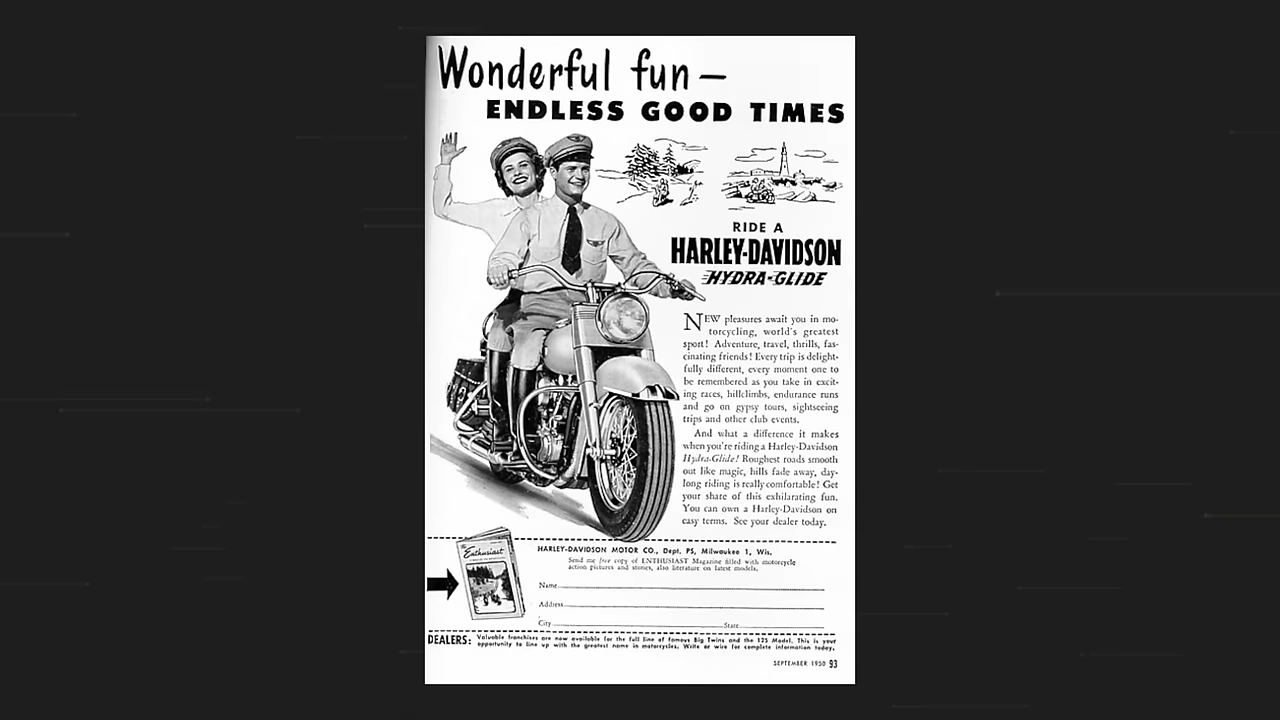 Wonderful fun —
ENDLESS GOOD TIMES
RIDE A
HARLEY-DAVIDSON
HYDRA-GLIDE
NEW pleasures await you in mo-
torcycling, world's greatest
sport! Adventure, travel, thrills, fas-
cinating friends! Every trip is delight-
fully different, every moment one to
be remembered as you take in excit-
ing races, hillclimbs, endurance runs
and go on gypsy tours, sightseeing
trips and other club events.
And what a difference it makes
when you're riding a Harley-Davidson
Hydra-Glide! Roughest roads smooth
out like magic, hills fade away, day-
long riding is really comfortable! Get
your share of this exhilarating fun.
You can own a Harley-Davidson on
easy terms. See your dealer today.
Enthusiast
HARLEY-DAVIDSON MOTOR CO., Dept. PS, Milwaukee 1, Wis.
Send me free copy of ENTHUSIAST Magazine filled with motorcycle
action pictures and stories, also literature on latest models.
Name
Address
City State
DEALERS: Valuable franchises are now available for the full line of famous Big Twins and the 125 Model. This is your
opportunity to line up with the greatest name in motorcycles. Write or wire for complete information today.
SEPTEMBER 1950 93